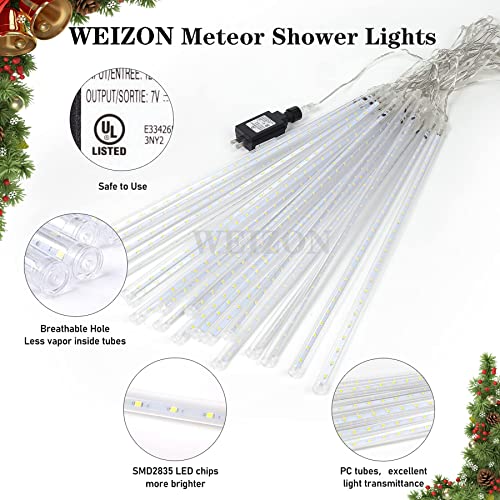 WEIZON Meteor Shower Lights
OUTPUT/SORTIE: 7V
UL
LISTED
3NY2
Safe to Use
WEIZON
Breathable Hole
Less vapor inside tubes
SMD2835 LED chips
more brighter
PC tubes, excellent
light transmittance